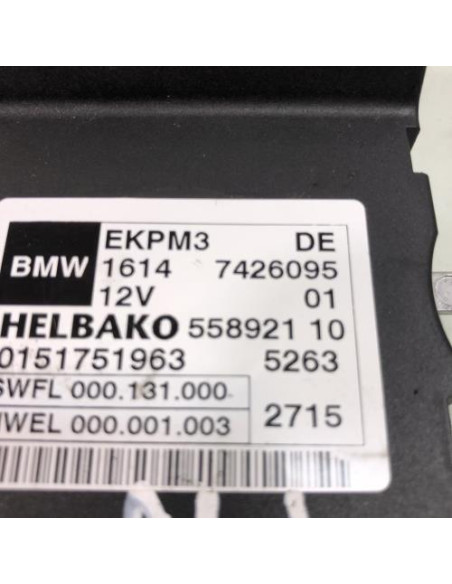 BMW
EKPM3 DE
1614 7426095
12V 01
HELBAKO 558921 10
0151751963 5263
SWFL 000.131.000
HWEL 000.001.003 2715